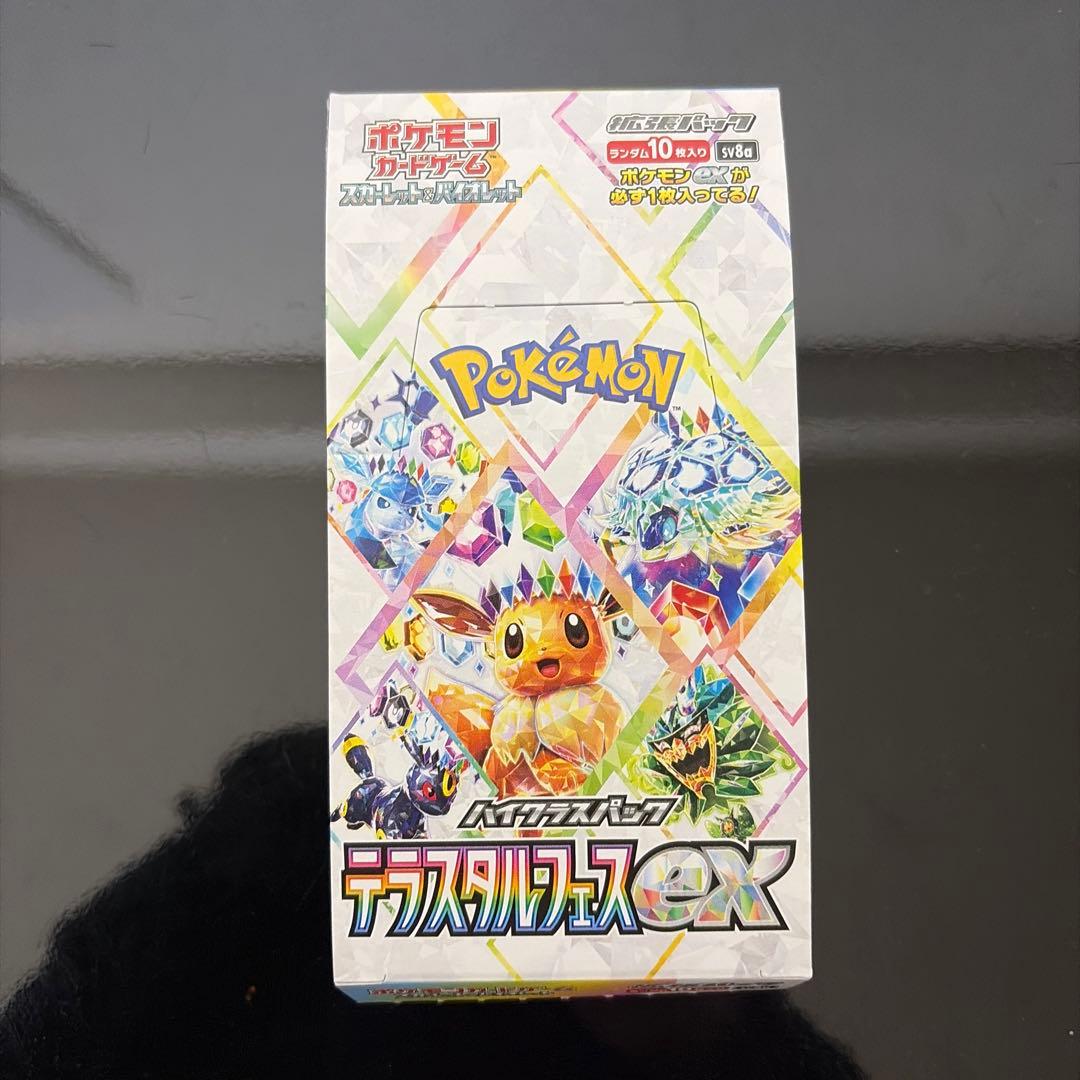 ポケモン
カードゲーム
スカーレット&バイオレット
拡張パック
ランダム10枚入り sv8a
ポケモンexが
必ず1枚入ってる!
POKéMON
ハイクラスパック
テラスタル・フェスex